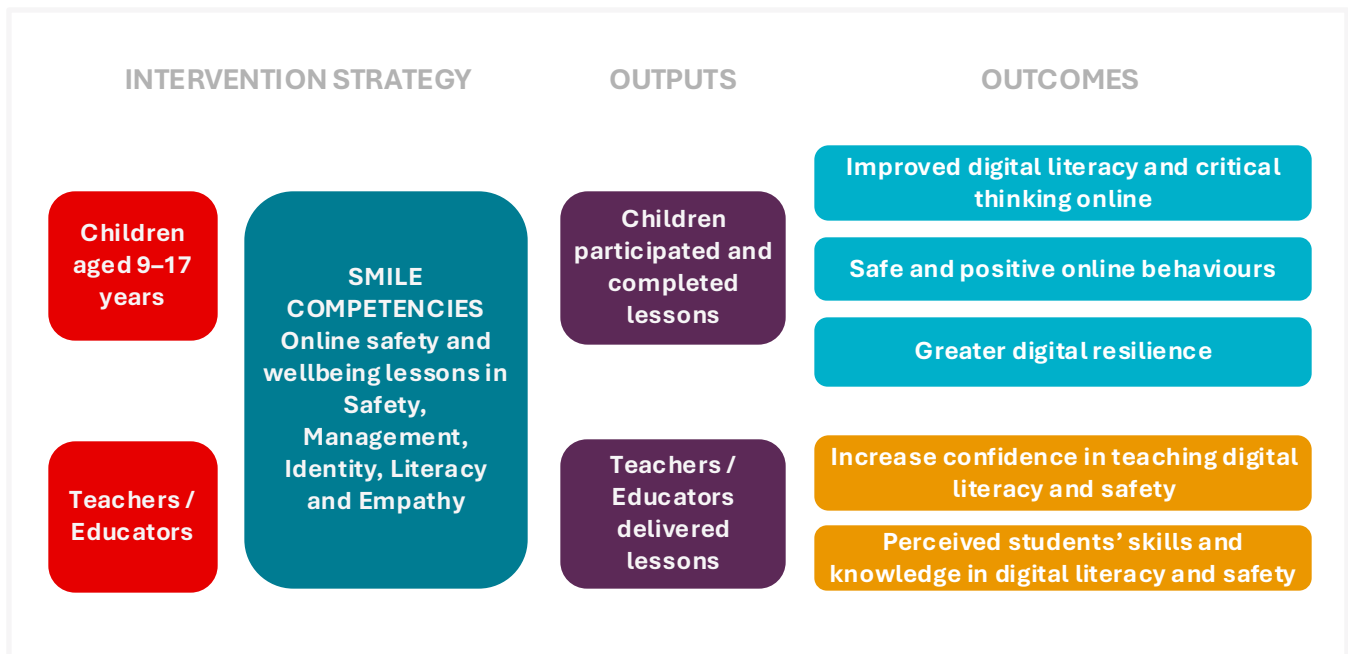 INTERVENTION STRATEGY
OUTPUTS
OUTCOMES
Children
aged 9–17
years
Teachers /
Educators
SMILE
COMPETENCIES
Online safety and
wellbeing lessons in
Safety,
Management,
Identity, Literacy
and Empathy
Children
participated and
completed
lessons
Teachers /
Educators
delivered
lessons
Improved digital literacy and critical
thinking online
Safe and positive online behaviours
Greater digital resilience
Increase confidence in teaching digital
literacy and safety
Perceived students’ skills and
knowledge in digital literacy and safety